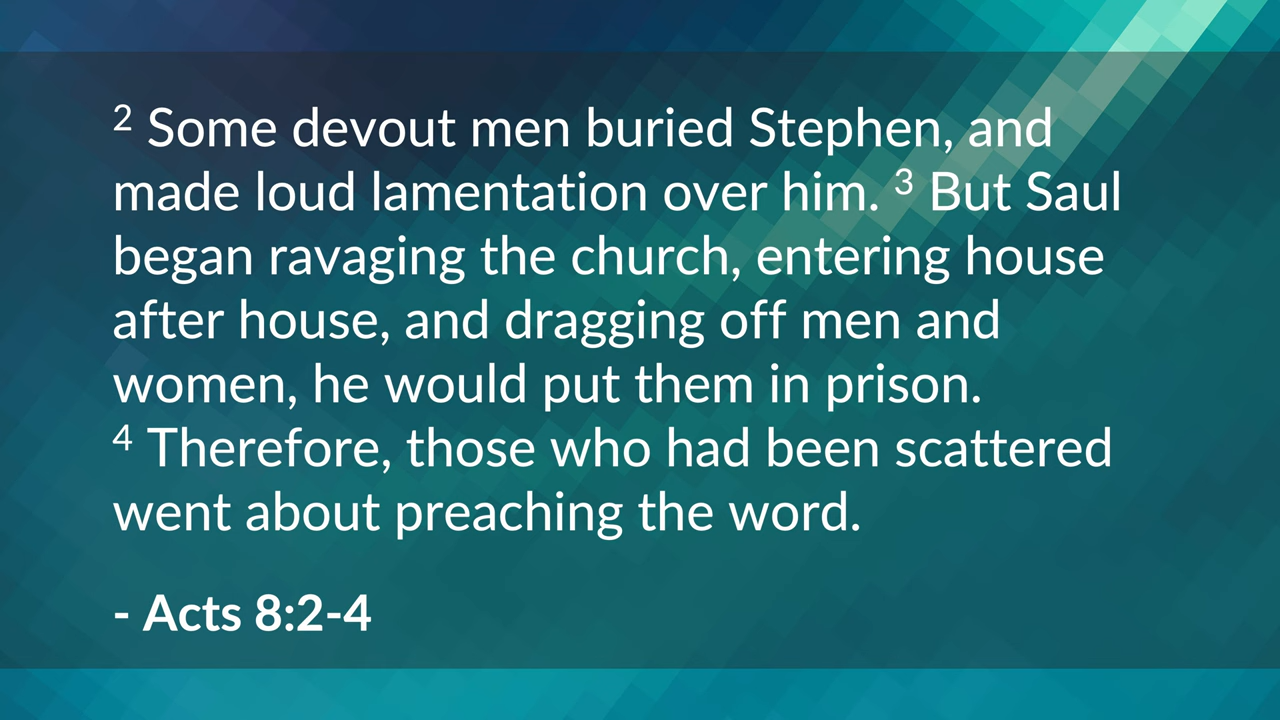 ² Some devout men buried Stephen, and
made loud lamentation over him. ³ But Saul
began ravaging the church, entering house
after house, and dragging off men and
women, he would put them in prison.
⁴ Therefore, those who had been scattered
went about preaching the word.
- Acts 8:2-4